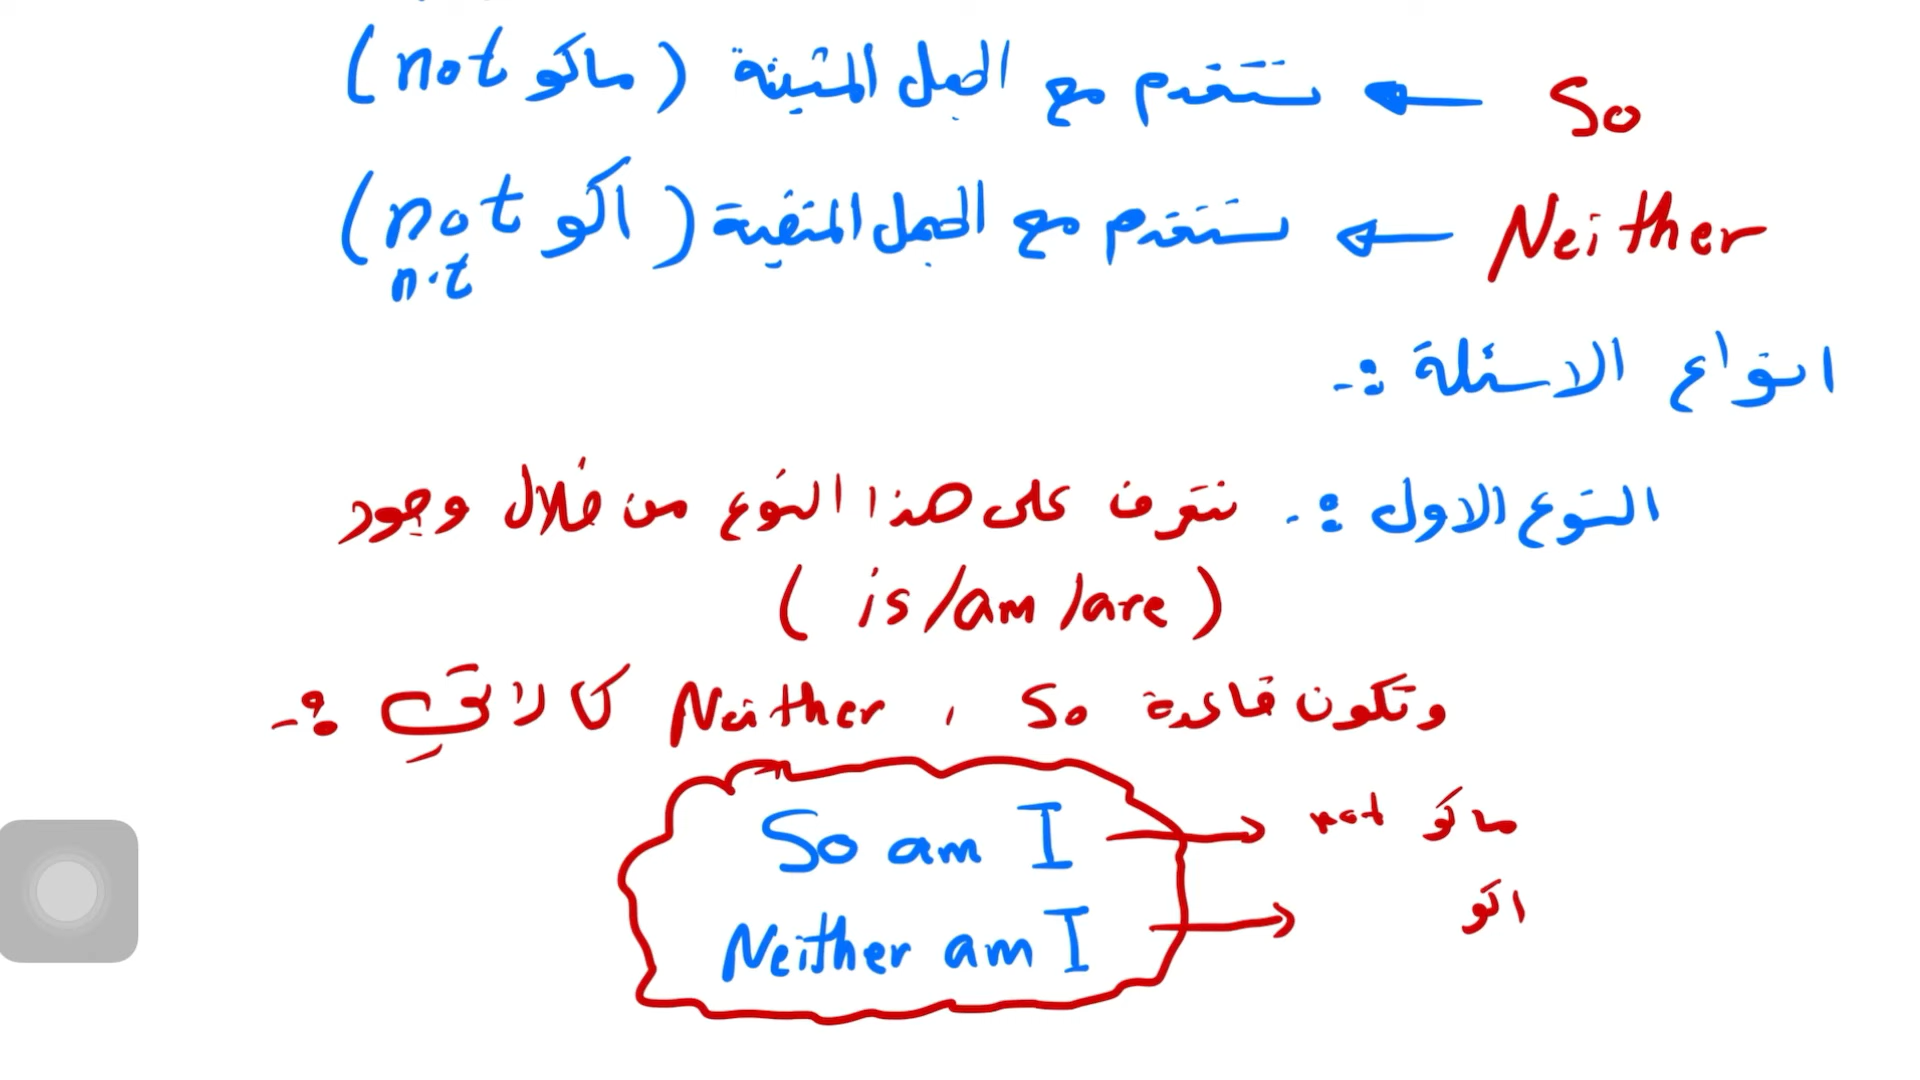 So ← تستخدم مع الجمل المثبتة (ماكو not)
Neither ← تستخدم مع الجمل المنفية (اكو not)
n't
انواع الاسئلة :-
النوع الاول :- نتعرف على هذا النوع من خلال وجود
( is / am / are )
وتكون قاعدة So ، Neither كالاتي :-
So am I → ماكو not
Neither am I → اكو